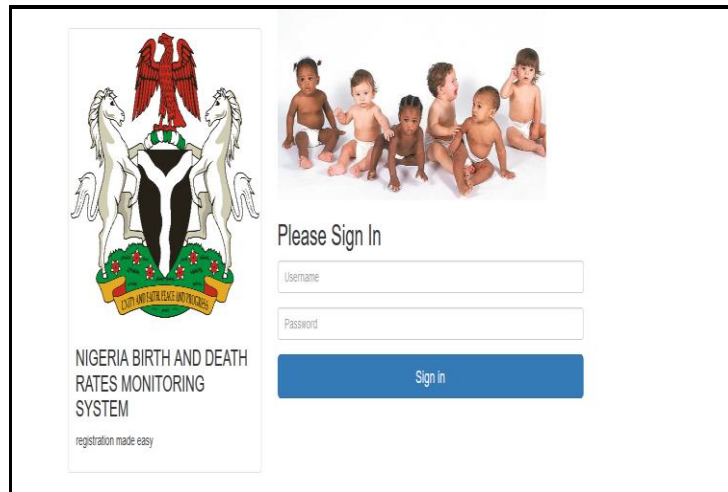 UNITY AND FAITH, PEACE AND PROGRESS
NIGERIA BIRTH AND DEATH
RATES MONITORING
SYSTEM
registration made easy
Please Sign In
Username
Password
Sign in